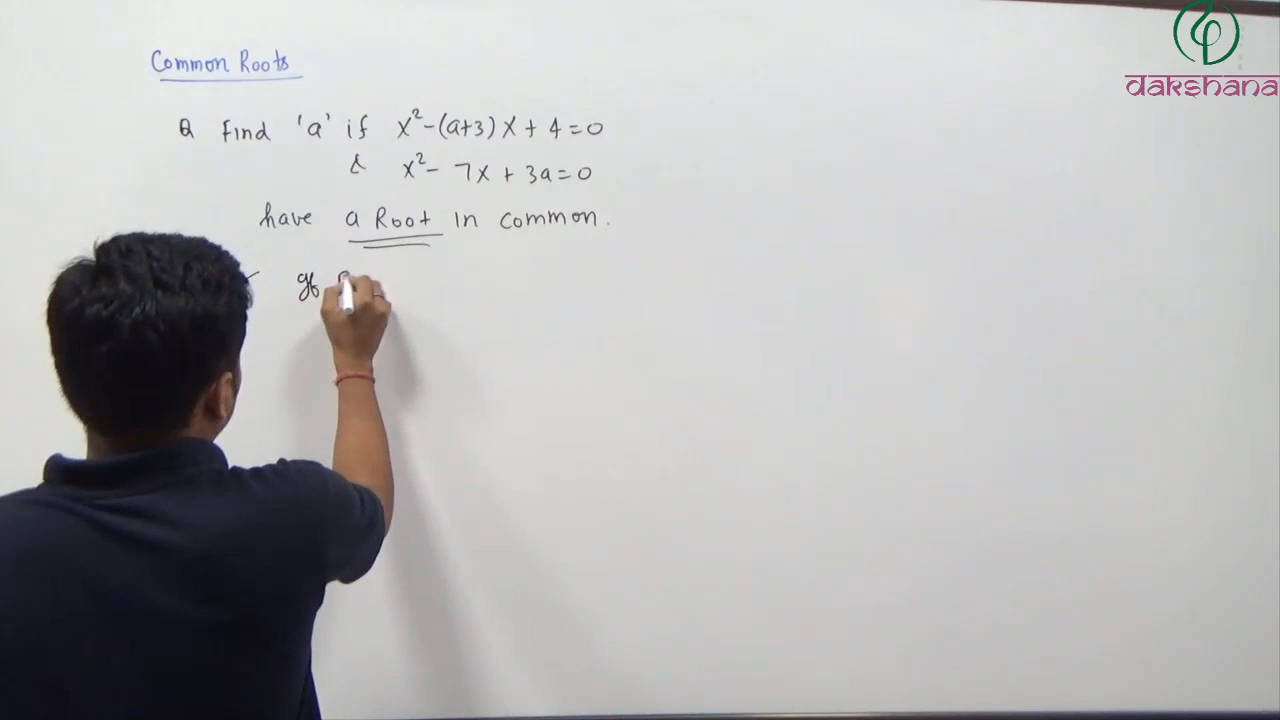 Common Roots
Q Find 'a' if x²-(a+3)x+4=0
& x²-7x+3a=0
have a Root in common.
If
dakshana